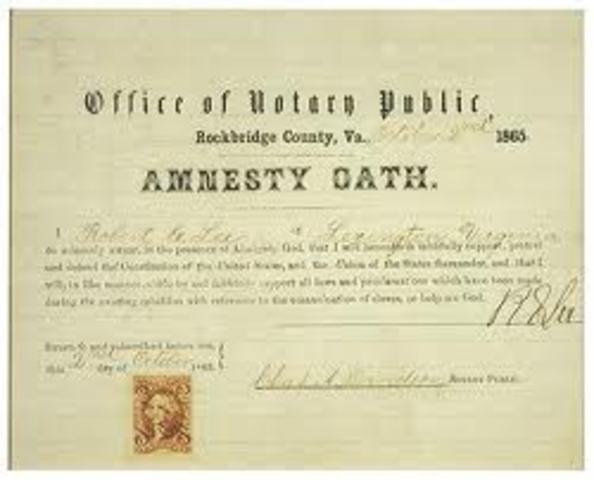 Office of Notary Public,
Rockbridge County, Va., October 2nd 1865.
AMNESTY OATH.
I Robert E Lee of Lexington Virginia
do solemnly swear, in the presence of Almighty God, that I will henceforth faithfully support, protect
and defend the Constitution of the United States, and the Union of the States thereunder, and that I
will, in like manner, abide by and faithfully support all laws and proclamations which have been made
during the existing rebellion with reference to the emancipation of slaves, so help me God.
R E Lee
Sworn to and subscribed before me,
this 2nd day of October 1865.
Notary Public.